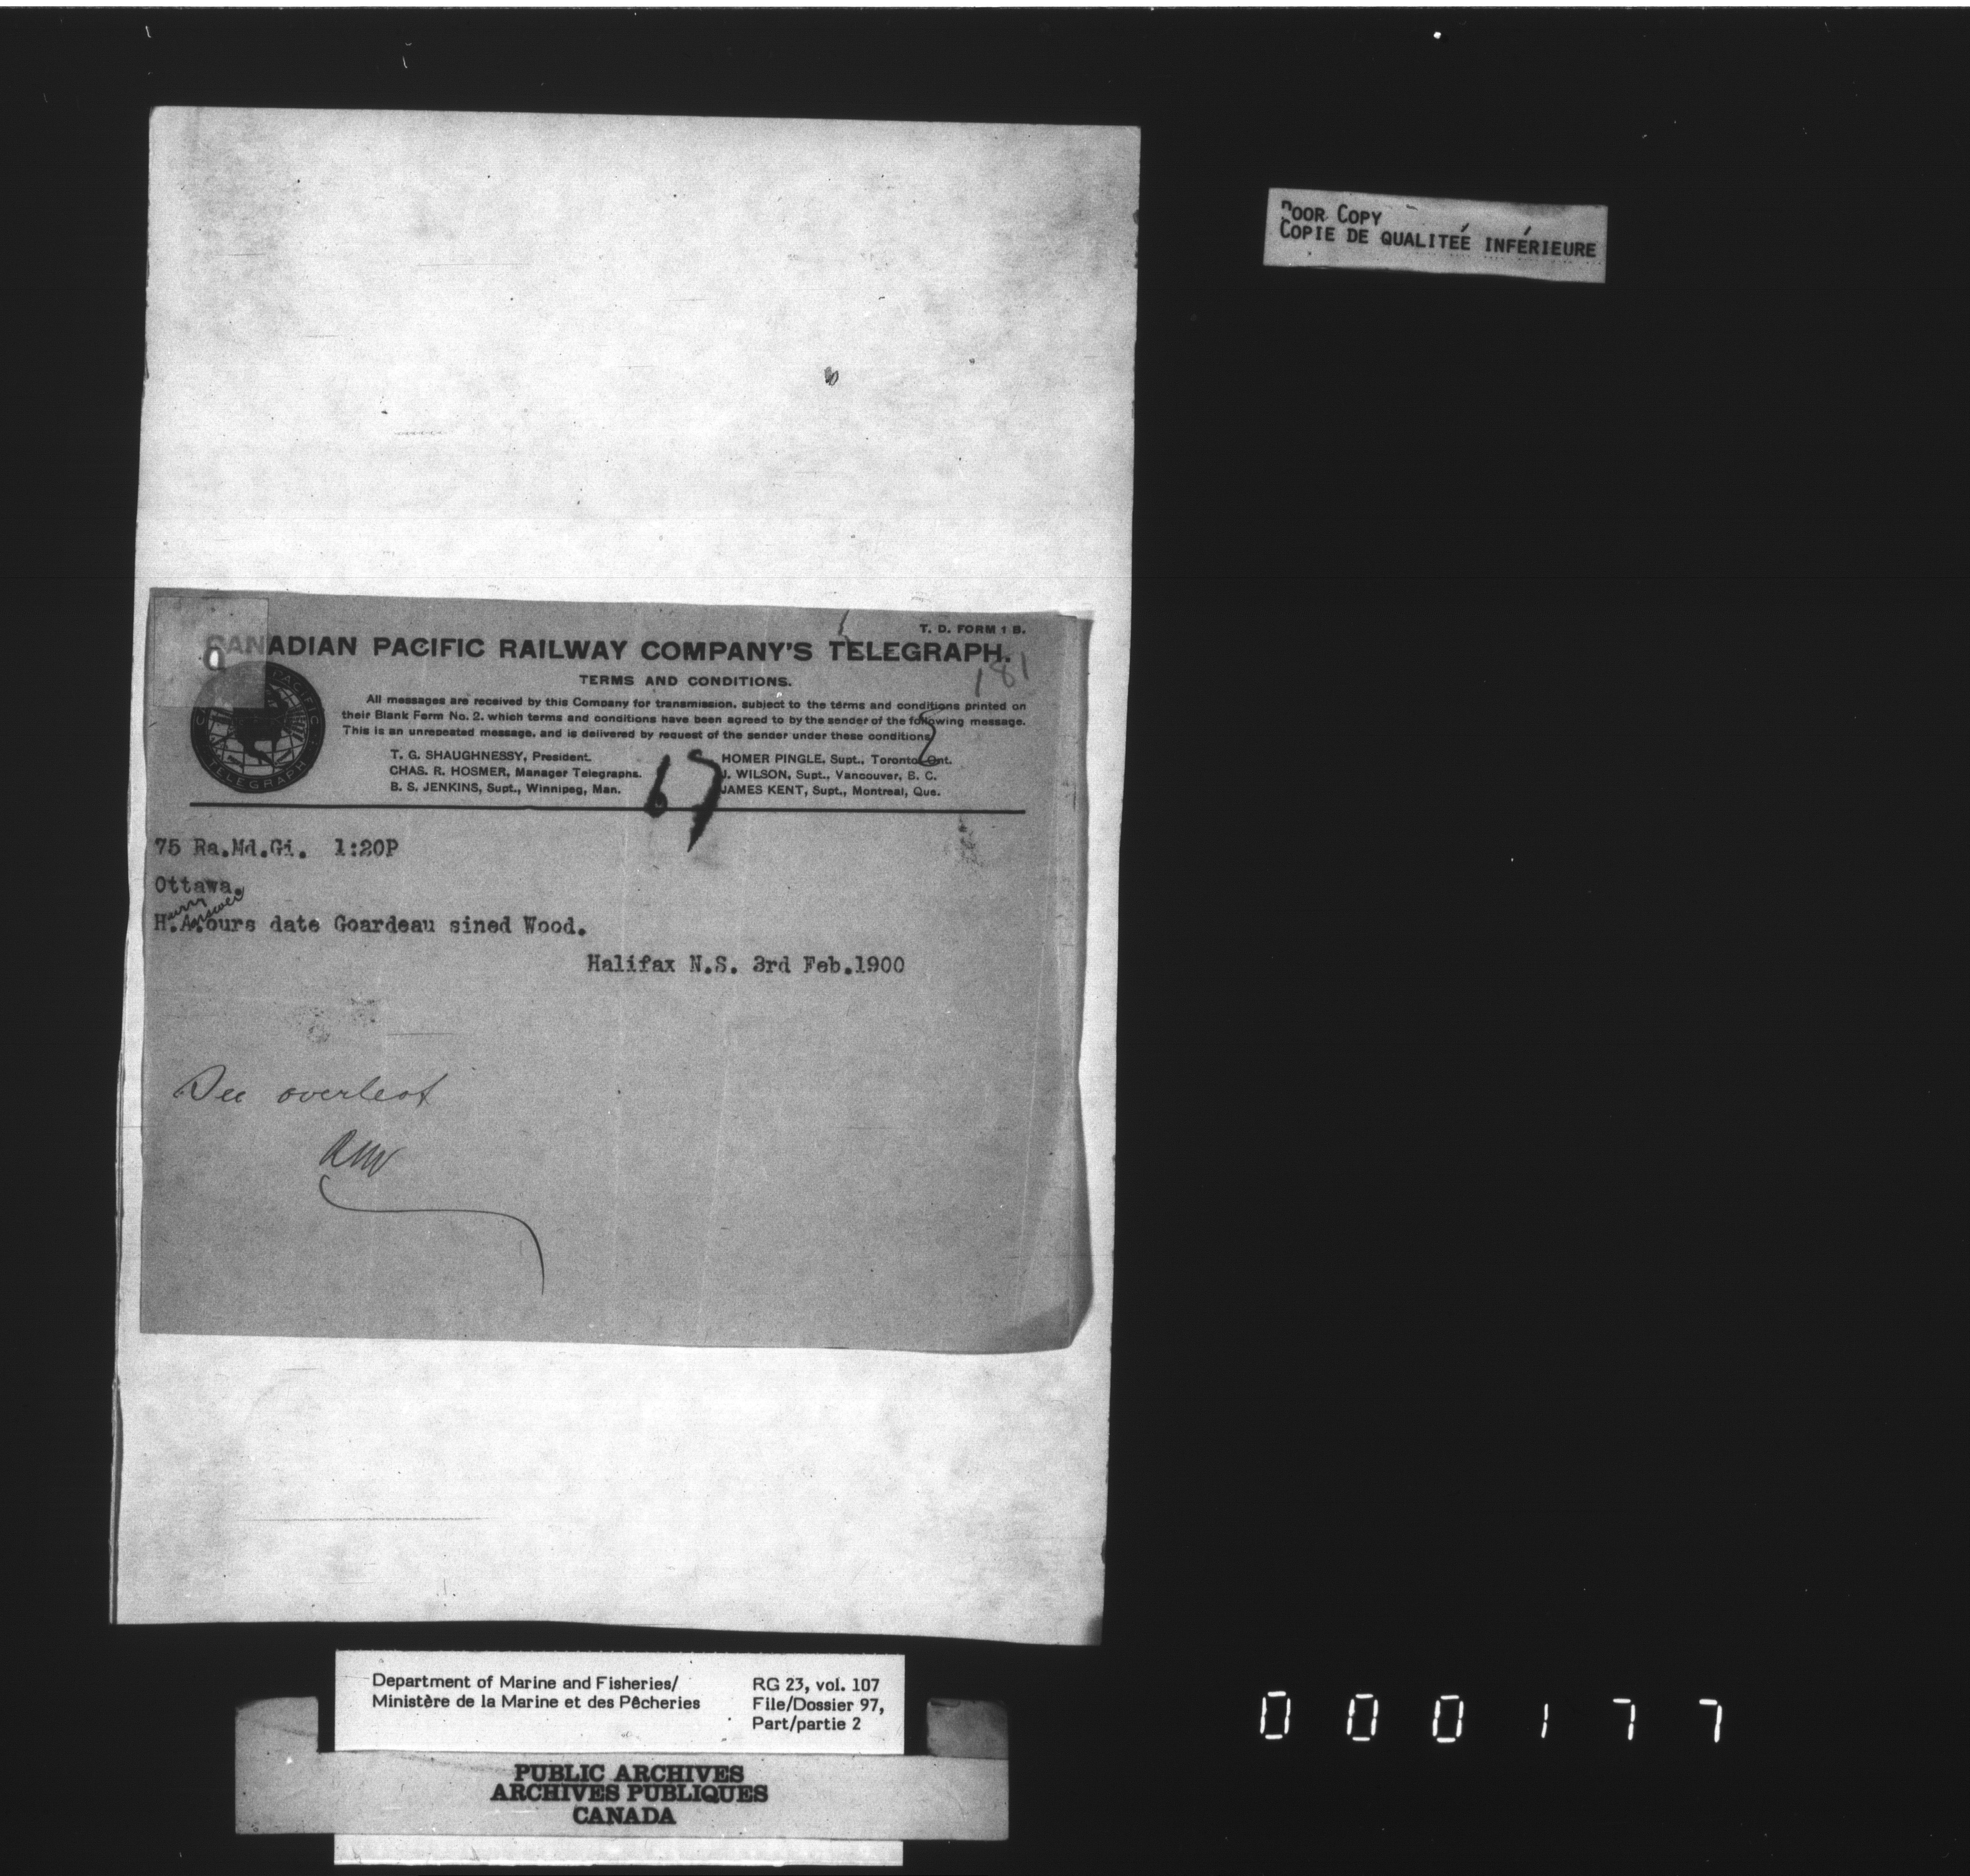 POOR COPY
COPIE DE QUALITEÉ INFÉRIEURE
T. D. FORM 1 B.
CANADIAN PACIFIC RAILWAY COMPANY'S TELEGRAPH.
181
TERMS AND CONDITIONS.
All messages are received by this Company for transmission, subject to the terms and conditions printed on
their Blank Form No. 2, which terms and conditions have been agreed to by the sender of the following message.
This is an unrepeated message, and is delivered by request of the sender under these conditions.
T. G. SHAUGHNESSY, President.
CHAS. R. HOSMER, Manager Telegraphs.
B. S. JENKINS, Supt., Winnipeg, Man.
HOMER PINGLE, Supt., Toronto, Ont.
J. WILSON, Supt., Vancouver, B. C.
JAMES KENT, Supt., Montreal, Que.
TELEGRAPH
67
75 Ra.Md.Gi. 1:20P
Ottawa.
Hurry Answer
H.A.ours date Goardeau sined Wood.
Halifax N.S. 3rd Feb.1900
See overleaf
RNV
Department of Marine and Fisheries/
Ministère de la Marine et des Pêcheries
RG 23, vol. 107
File/Dossier 97,
Part/partie 2
PUBLIC ARCHIVES
ARCHIVES PUBLIQUES
CANADA
000177